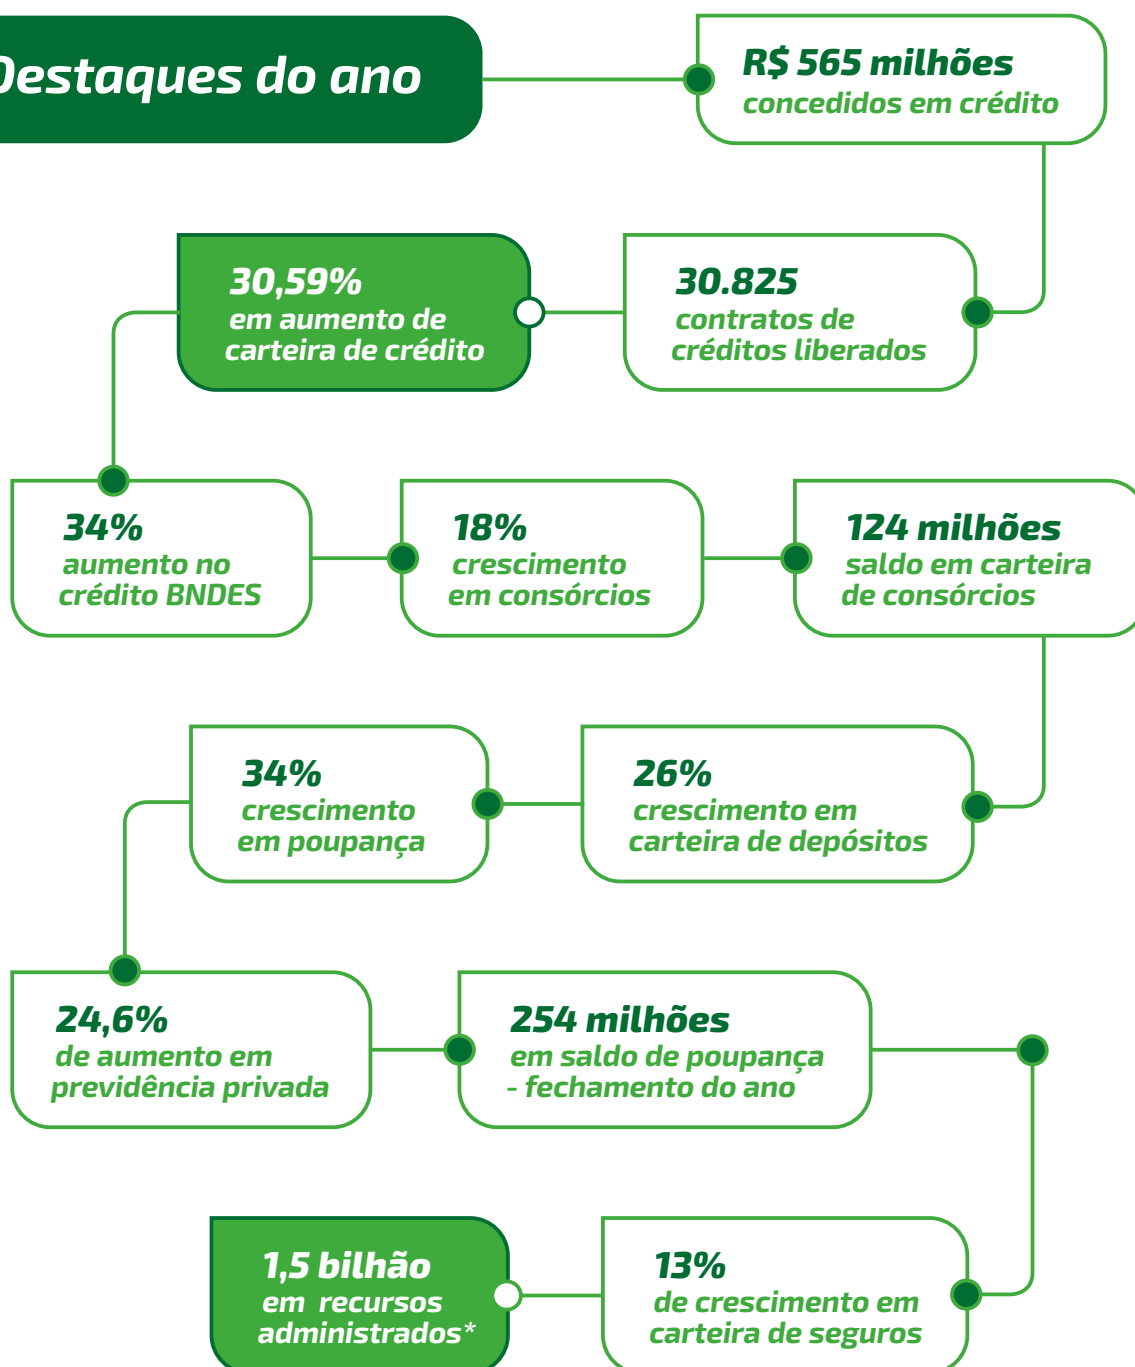 Destaques do ano
R$ 565 milhões
concedidos em crédito
30.825
contratos de
créditos liberados
30,59%
em aumento de
carteira de crédito
34%
aumento no
crédito BNDES
18%
crescimento
em consórcios
124 milhões
saldo em carteira
de consórcios
26%
crescimento em
carteira de depósitos
34%
crescimento
em poupança
24,6%
de aumento em
previdência privada
254 milhões
em saldo de poupança
- fechamento do ano
13%
de crescimento em
carteira de seguros
1,5 bilhão
em recursos
administrados*